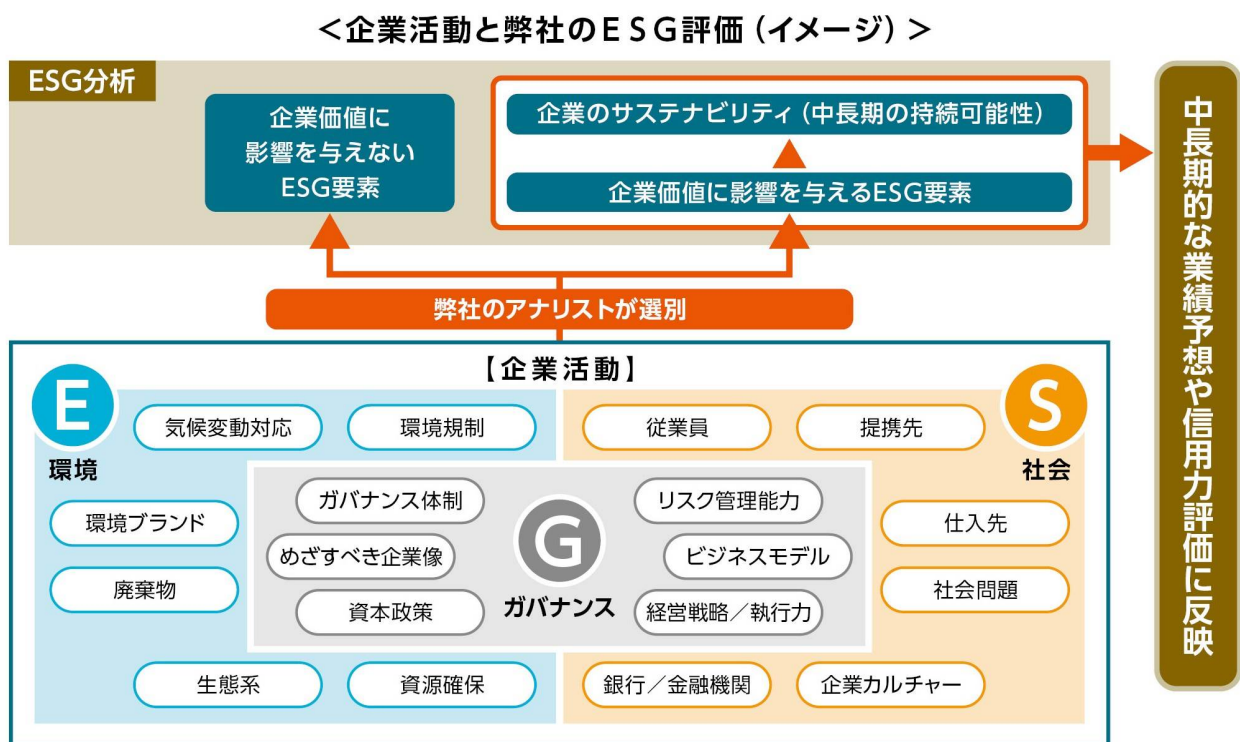 ＜企業活動と弊社のＥＳＧ評価（イメージ）＞
ESG分析
企業価値に
影響を与えない
ESG要素
企業のサステナビリティ（中長期の持続可能性）
企業価値に影響を与えるESG要素
中長期的な業績予想や信用力評価に反映
弊社のアナリストが選別
【企業活動】
E
環境
気候変動対応
環境規制
従業員
提携先
S
社会
環境ブランド
廃棄物
ガバナンス体制
めざすべき企業像
資本政策
G
ガバナンス
リスク管理能力
ビジネスモデル
経営戦略／執行力
仕入先
社会問題
生態系
資源確保
銀行／金融機関
企業カルチャー